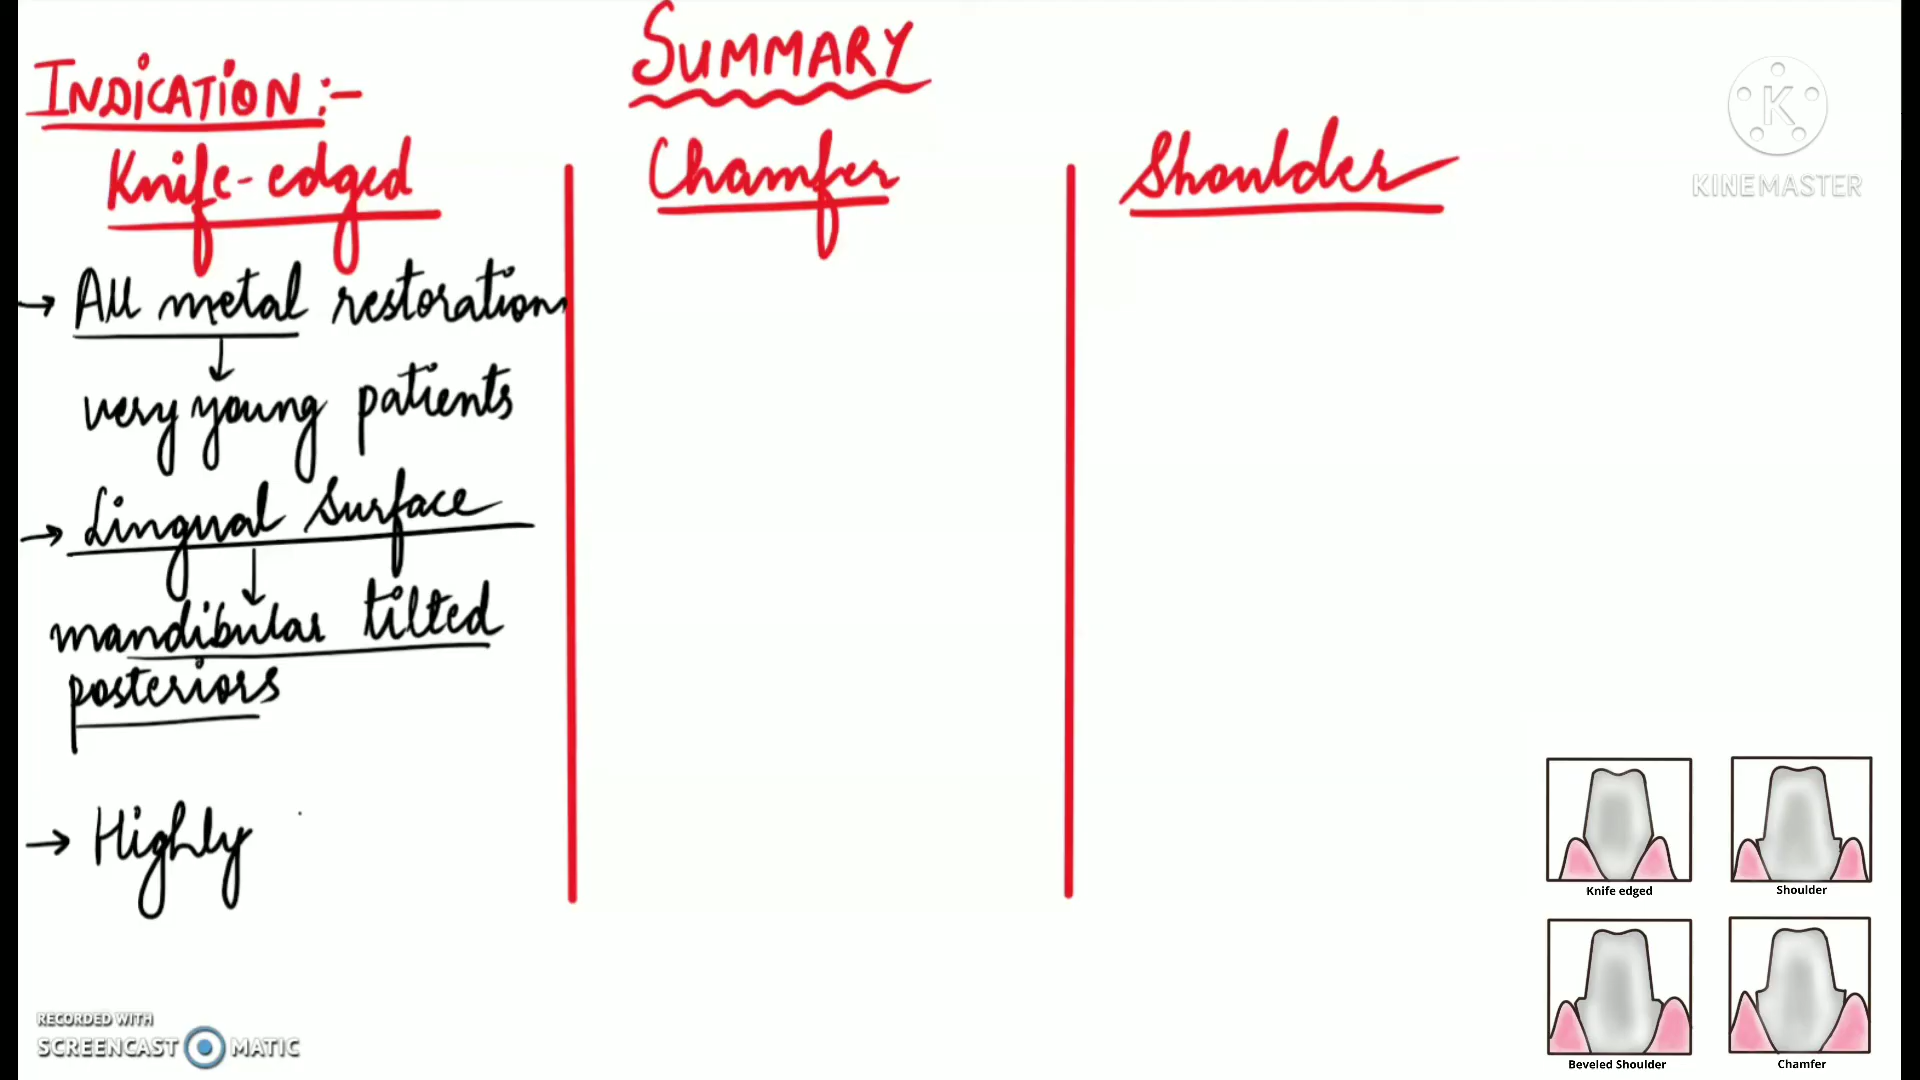 SUMMARY
INDICATION :-
Knife-edged
→ All metal restorations
↓
very young patients
→ Lingual Surface
↓
mandibular tilted
posteriors
→ Highly
Chamfer
Shoulder
K
KINEMASTER
Knife edged
Shoulder
Beveled Shoulder
Chamfer
RECORDED WITH
SCREENCAST MATIC